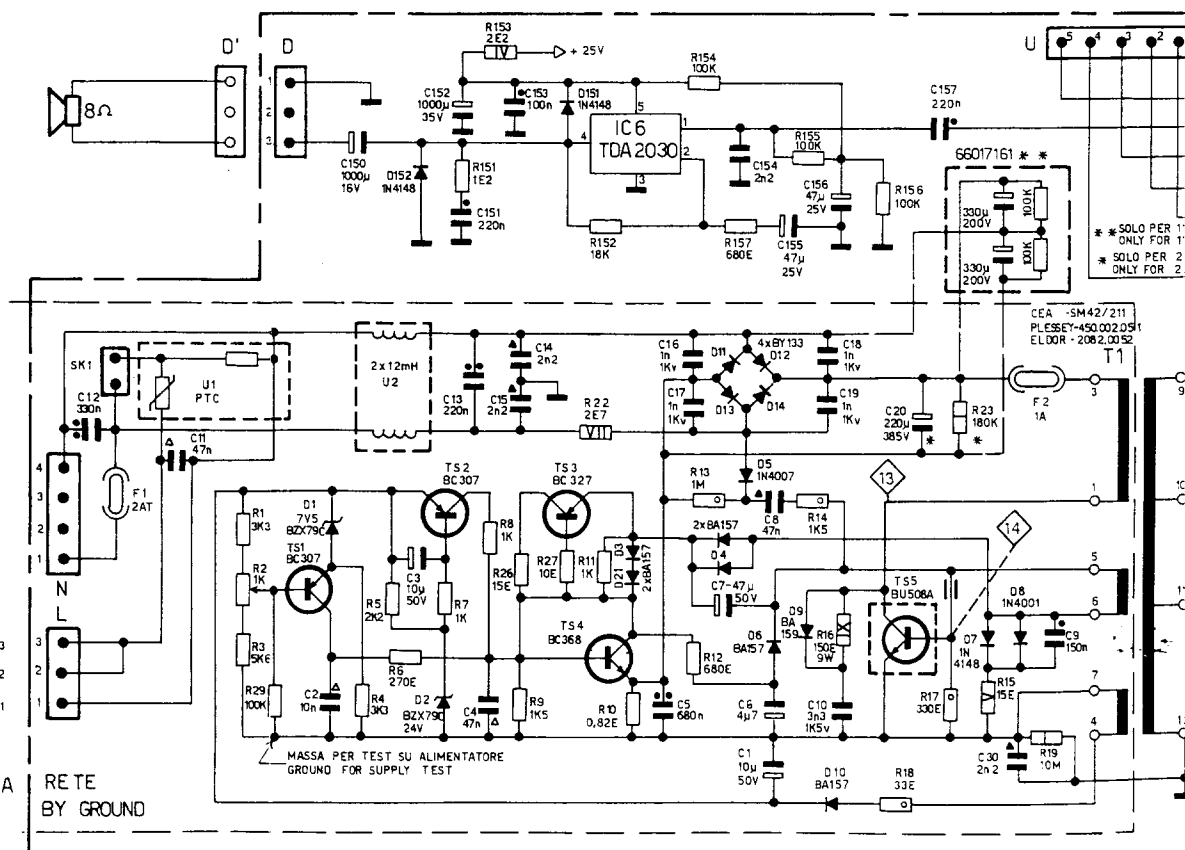 D'
D
8Ω
1
2
3
R153
2E2
+ 25V
C152
1000µ
35V
C153
100n
D151
1N4148
R154
100K
5
4
1
2
3
IC6
TDA2030
C150
1000µ
16V
D152
1N4148
R151
1E2
C151
220n
C154
2n2
R155
100K
C156
47µ
25V
R156
100K
R152
18K
R157
680E
C155
47µ
25V
C157
220n
U
5
4
3
2
66017161 * *
330µ
200V
100K
330µ
200V
100K
* * SOLO PER 1
ONLY FOR 1
* SOLO PER 2
ONLY FOR 2
CEA -SM42/211
PLESSEY-450.002.051
ELDOR - 2082.0052
T1
SK1
U1
PTC
2x12mH
U2
C12
330n
C11
47n
C13
220n
C14
2n2
C15
2n2
R22
2E7
C16
1n
1Kv
C17
1n
1Kv
D11
4xBY133
D12
D13
D14
C18
1n
1Kv
C19
1n
1Kv
C20
220µ
385V
*
R23
180K
*
F2
1A
3
9
4
3
2
1
F1
2AT
N
L
3
2
1
R1
3K3
R2
1K
R3
5K6
R29
100K
D1
7V5
BZX79C
TS1
BC307
C2
10n
R4
3K3
R5
2K2
C3
10µ
50V
TS2
BC307
R7
1K
R6
270E
D2
BZX79C
24V
C4
47n
R8
1K
R9
1K5
R26
15E
TS3
BC327
R27
10E
R11
1K
D3
D21
2xBA157
TS4
BC368
R10
0,82E
R12
680E
C5
680n
R13
1M
D5
1N4007
C8
47n
R14
1K5
2xBA157
D4
C7-47µ
50V
D6
BA157
C6
4µ7
C1
10µ
50V
D9
BA
159
R16
150E
9W
C10
3n3
1K5v
TS5
BU508A
13
14
R17
330E
D7
1N
4148
D8
1N4001
C9
150n
R15
15E
1
10
5
6
11
7
4
C30
2n2
R19
10M
D10
BA157
R18
33E
MASSA PER TEST SU ALIMENTATORE
GROUND FOR SUPPLY TEST
A
RETE
BY GROUND